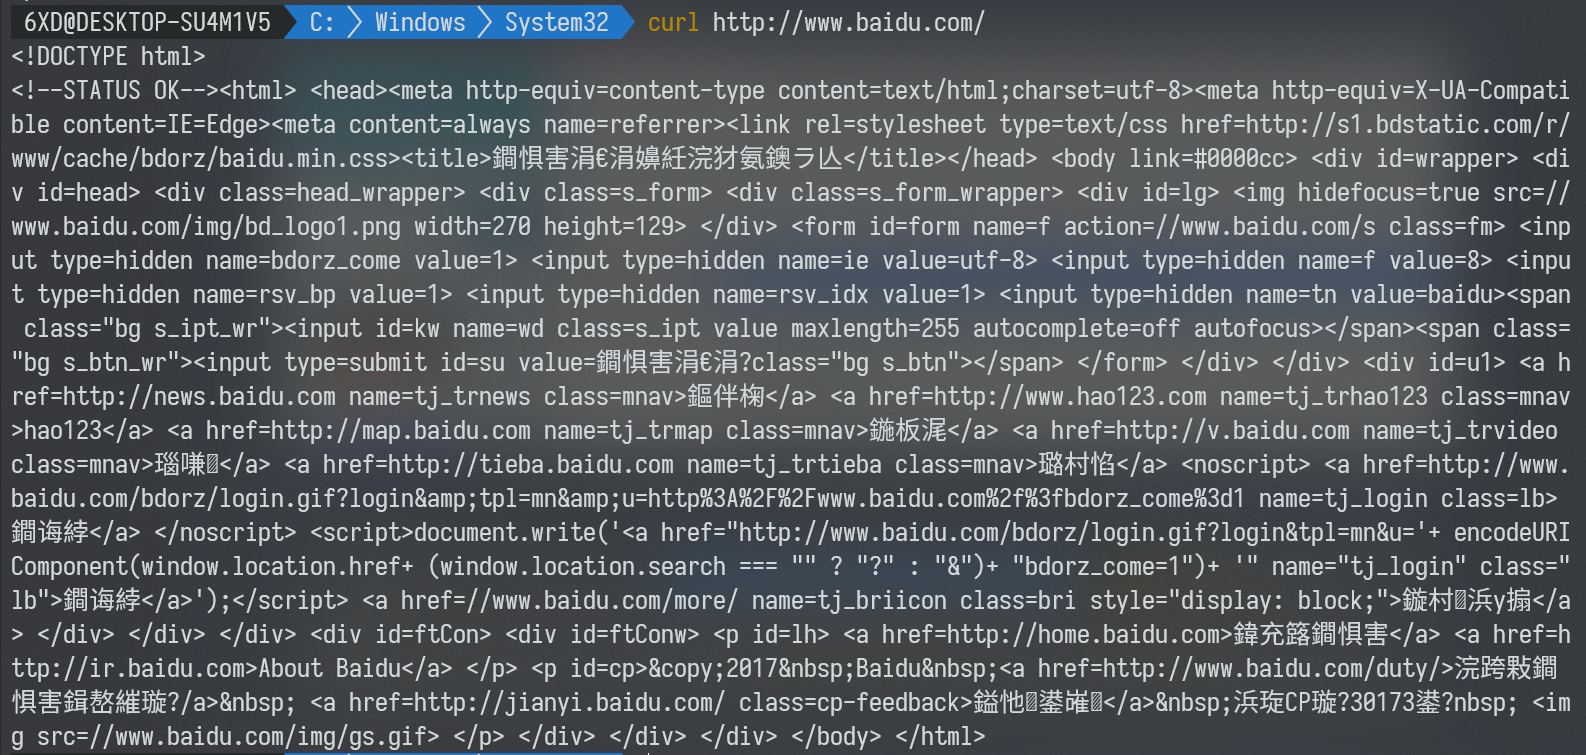 6XD@DESKTOP-SU4M1V5 C: Windows System32 curl http://www.baidu.com/
<!DOCTYPE html>
<!--STATUS OK--><html> <head><meta http-equiv=content-type content=text/html;charset=utf-8><meta http-equiv=X-UA-Compati
ble content=IE=Edge><meta content=always name=referrer><link rel=stylesheet type=text/css href=http://s1.bdstatic.com/r/
www/cache/bdorz/baidu.min.css><title>鐧惧害涓€涓嬶紝浣犲氨鐭ラ亾</title></head> <body link=#0000cc> <div id=wrapper> <di
v id=head> <div class=head_wrapper> <div class=s_form> <div class=s_form_wrapper> <div id=lg> <img hidefocus=true src=//
www.baidu.com/img/bd_logo1.png width=270 height=129> </div> <form id=form name=f action=//www.baidu.com/s class=fm> <inp
ut type=hidden name=bdorz_come value=1> <input type=hidden name=ie value=utf-8> <input type=hidden name=f value=8> <inpu
t type=hidden name=rsv_bp value=1> <input type=hidden name=rsv_idx value=1> <input type=hidden name=tn value=baidu><span
 class="bg s_ipt_wr"><input id=kw name=wd class=s_ipt value maxlength=255 autocomplete=off autofocus></span><span class=
"bg s_btn_wr"><input type=submit id=su value=鐧惧害涓€涓?class="bg s_btn"></span> </form> </div> </div> <div id=u1> <a h
ref=http://news.baidu.com name=tj_trnews class=mnav>鏂伴椈</a> <a href=http://www.hao123.com name=tj_trhao123 class=mnav
>hao123</a> <a href=http://map.baidu.com name=tj_trmap class=mnav>鍦板浘</a> <a href=http://v.baidu.com name=tj_trvideo
class=mnav>瑙嗛</a> <a href=http://tieba.baidu.com name=tj_trtieba class=mnav>璐村惂</a> <noscript> <a href=http://www.
baidu.com/bdorz/login.gif?login&amp;tpl=mn&amp;u=http%3A%2F%2Fwww.baidu.com%2f%3fbdorz_come%3d1 name=tj_login class=lb>
鐧诲綍</a> </noscript> <script>document.write('<a href="http://www.baidu.com/bdorz/login.gif?login&tpl=mn&u='+ encodeURI
Component(window.location.href+ (window.location.search === "" ? "?" : "&")+ "bdorz_come=1")+ '" name="tj_login" class="
lb">鐧诲綍</a>');</script> <a href=//www.baidu.com/more/ name=tj_briicon class=bri style="display: block;">鏇村浜у搧</a
> </div> </div> </div> <div id=ftCon> <div id=ftConw> <p id=lh> <a href=http://home.baidu.com>鍏充簬鐧惧害</a> <a href=h
ttp://ir.baidu.com>About Baidu</a> </p> <p id=cp>&copy;2017&nbsp;Baidu&nbsp;<a href=http://www.baidu.com/duty/>浣跨敤鐧
惧害鍓嶅繀璇?/a>&nbsp; <a href=http://jianyi.baidu.com/ class=cp-feedback>鎰忚鍙嶉</a>&nbsp;浜琁CP璇?30173鍙?nbsp; <im
g src=//www.baidu.com/img/gs.gif> </p> </div> </div> </div> </body> </html>